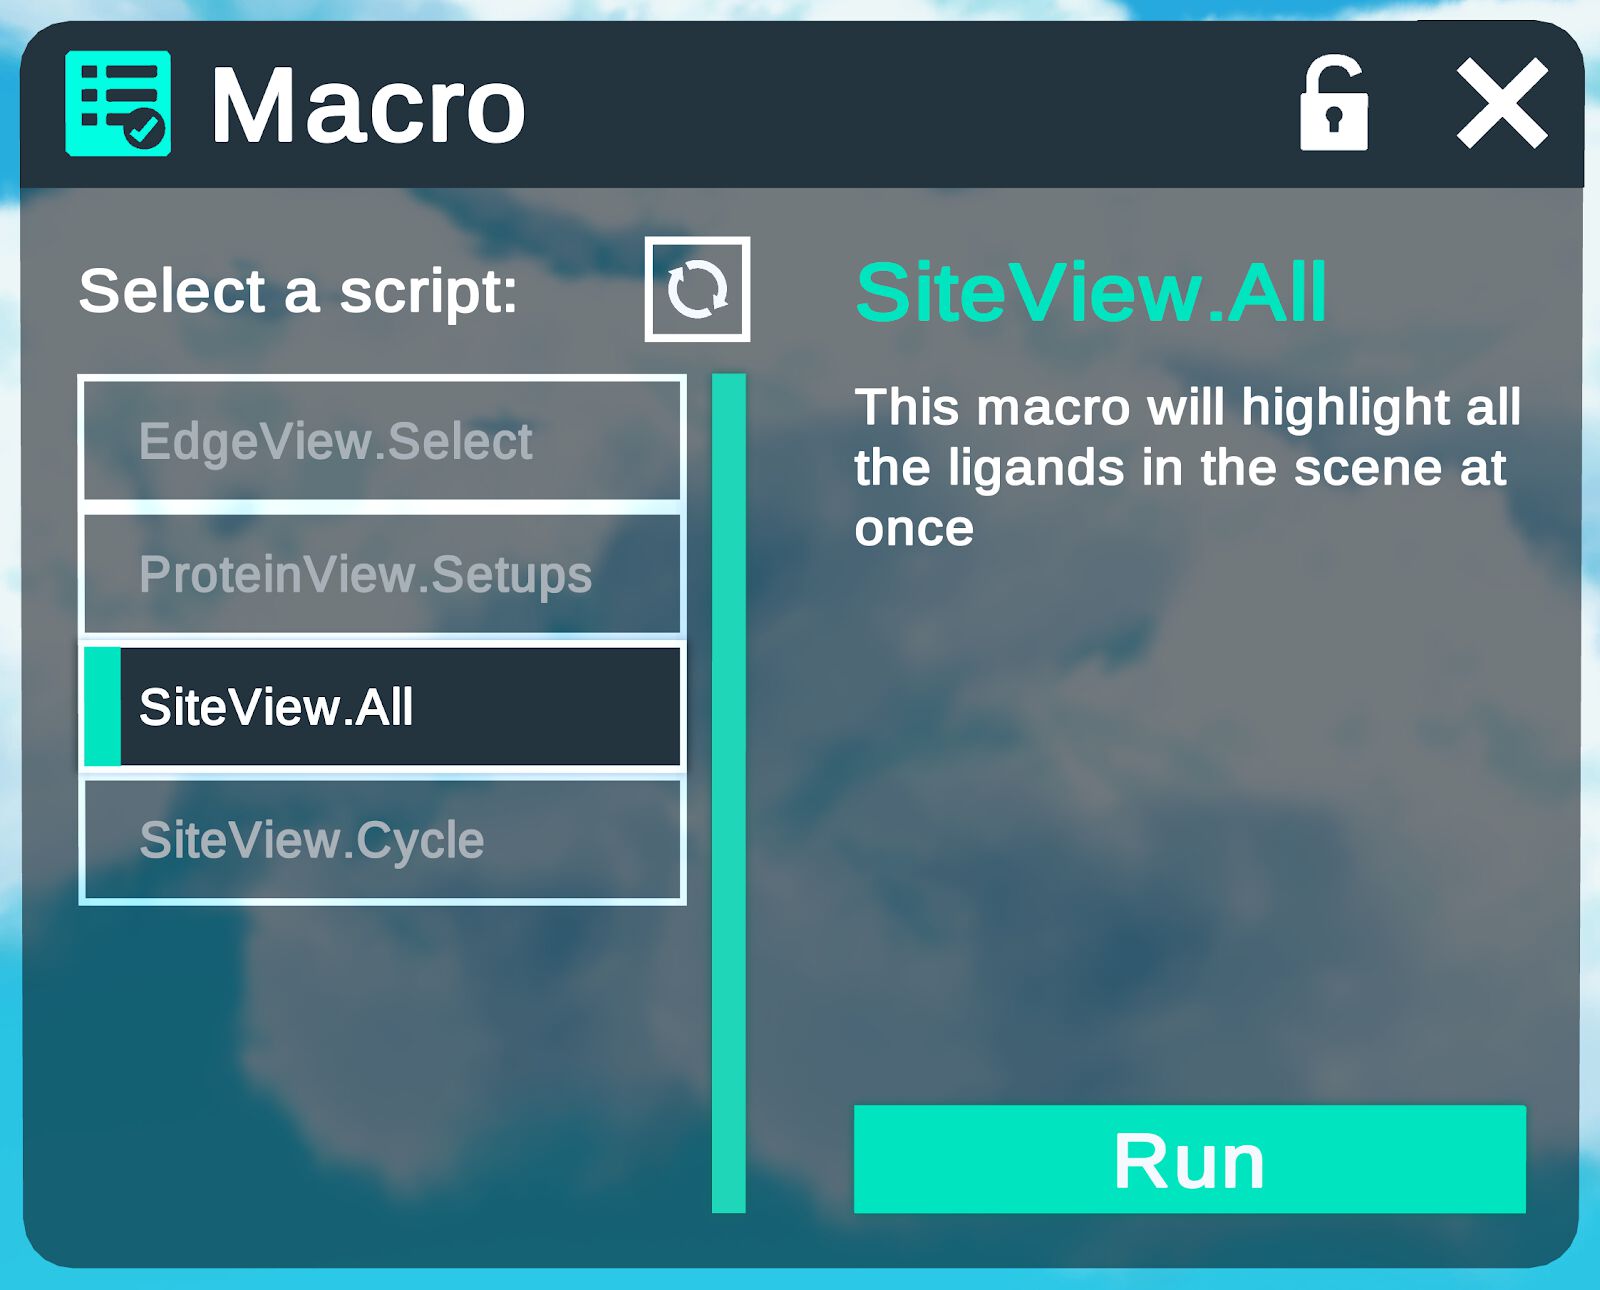 Macro
Select a script:
EdgeView.Select
ProteinView.Setups
SiteView.All
SiteView.Cycle
SiteView.All
This macro will highlight all
the ligands in the scene at
once
Run